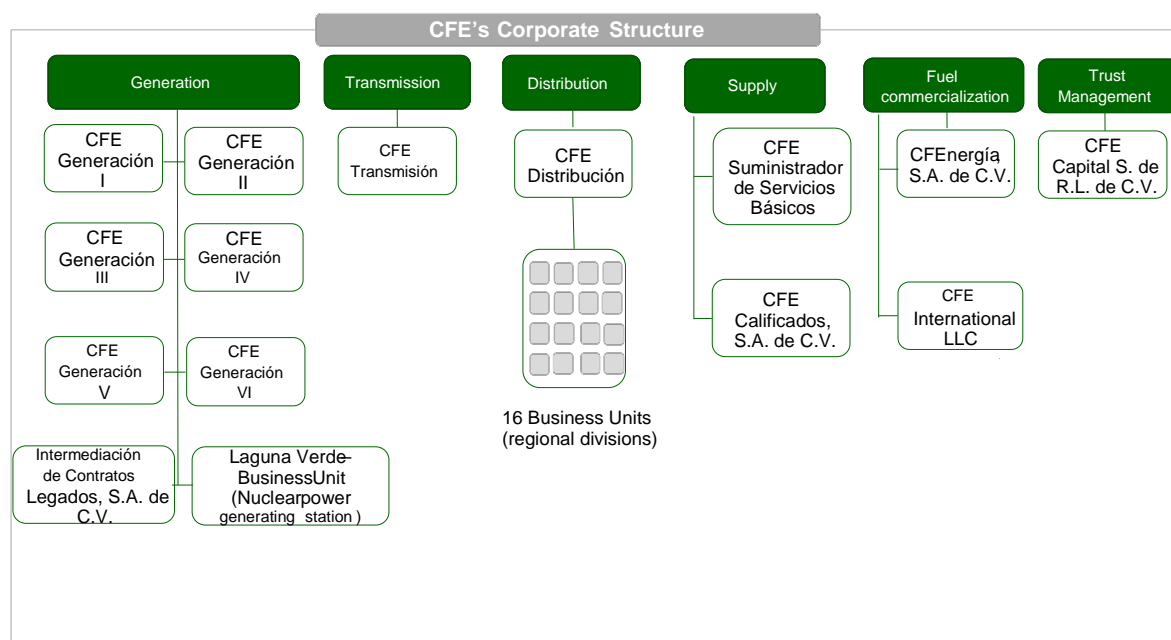 CFE's Corporate Structure
Generation
Transmission
Distribution
Supply
Fuel
commercialization
Trust
Management
CFE
Generación
I
CFE
Generación
II
CFE
Generación
III
CFE
Generación
IV
CFE
Generación
V
CFE
Generación
VI
Intermediación
de Contratos
Legados, S.A. de
C.V.
Laguna Verde–
BusinessUnit
(Nuclearpower
generating station)
CFE
Transmisión
CFE
Distribución
16 Business Units
(regional divisions)
CFE
Suministrador
de Servicios
Básicos
CFE
Calificados,
S.A. de C.V.
CFEnergía,
S.A. de C.V.
CFE
International
LLC
CFE
Capital S. de
R.L. de C.V.